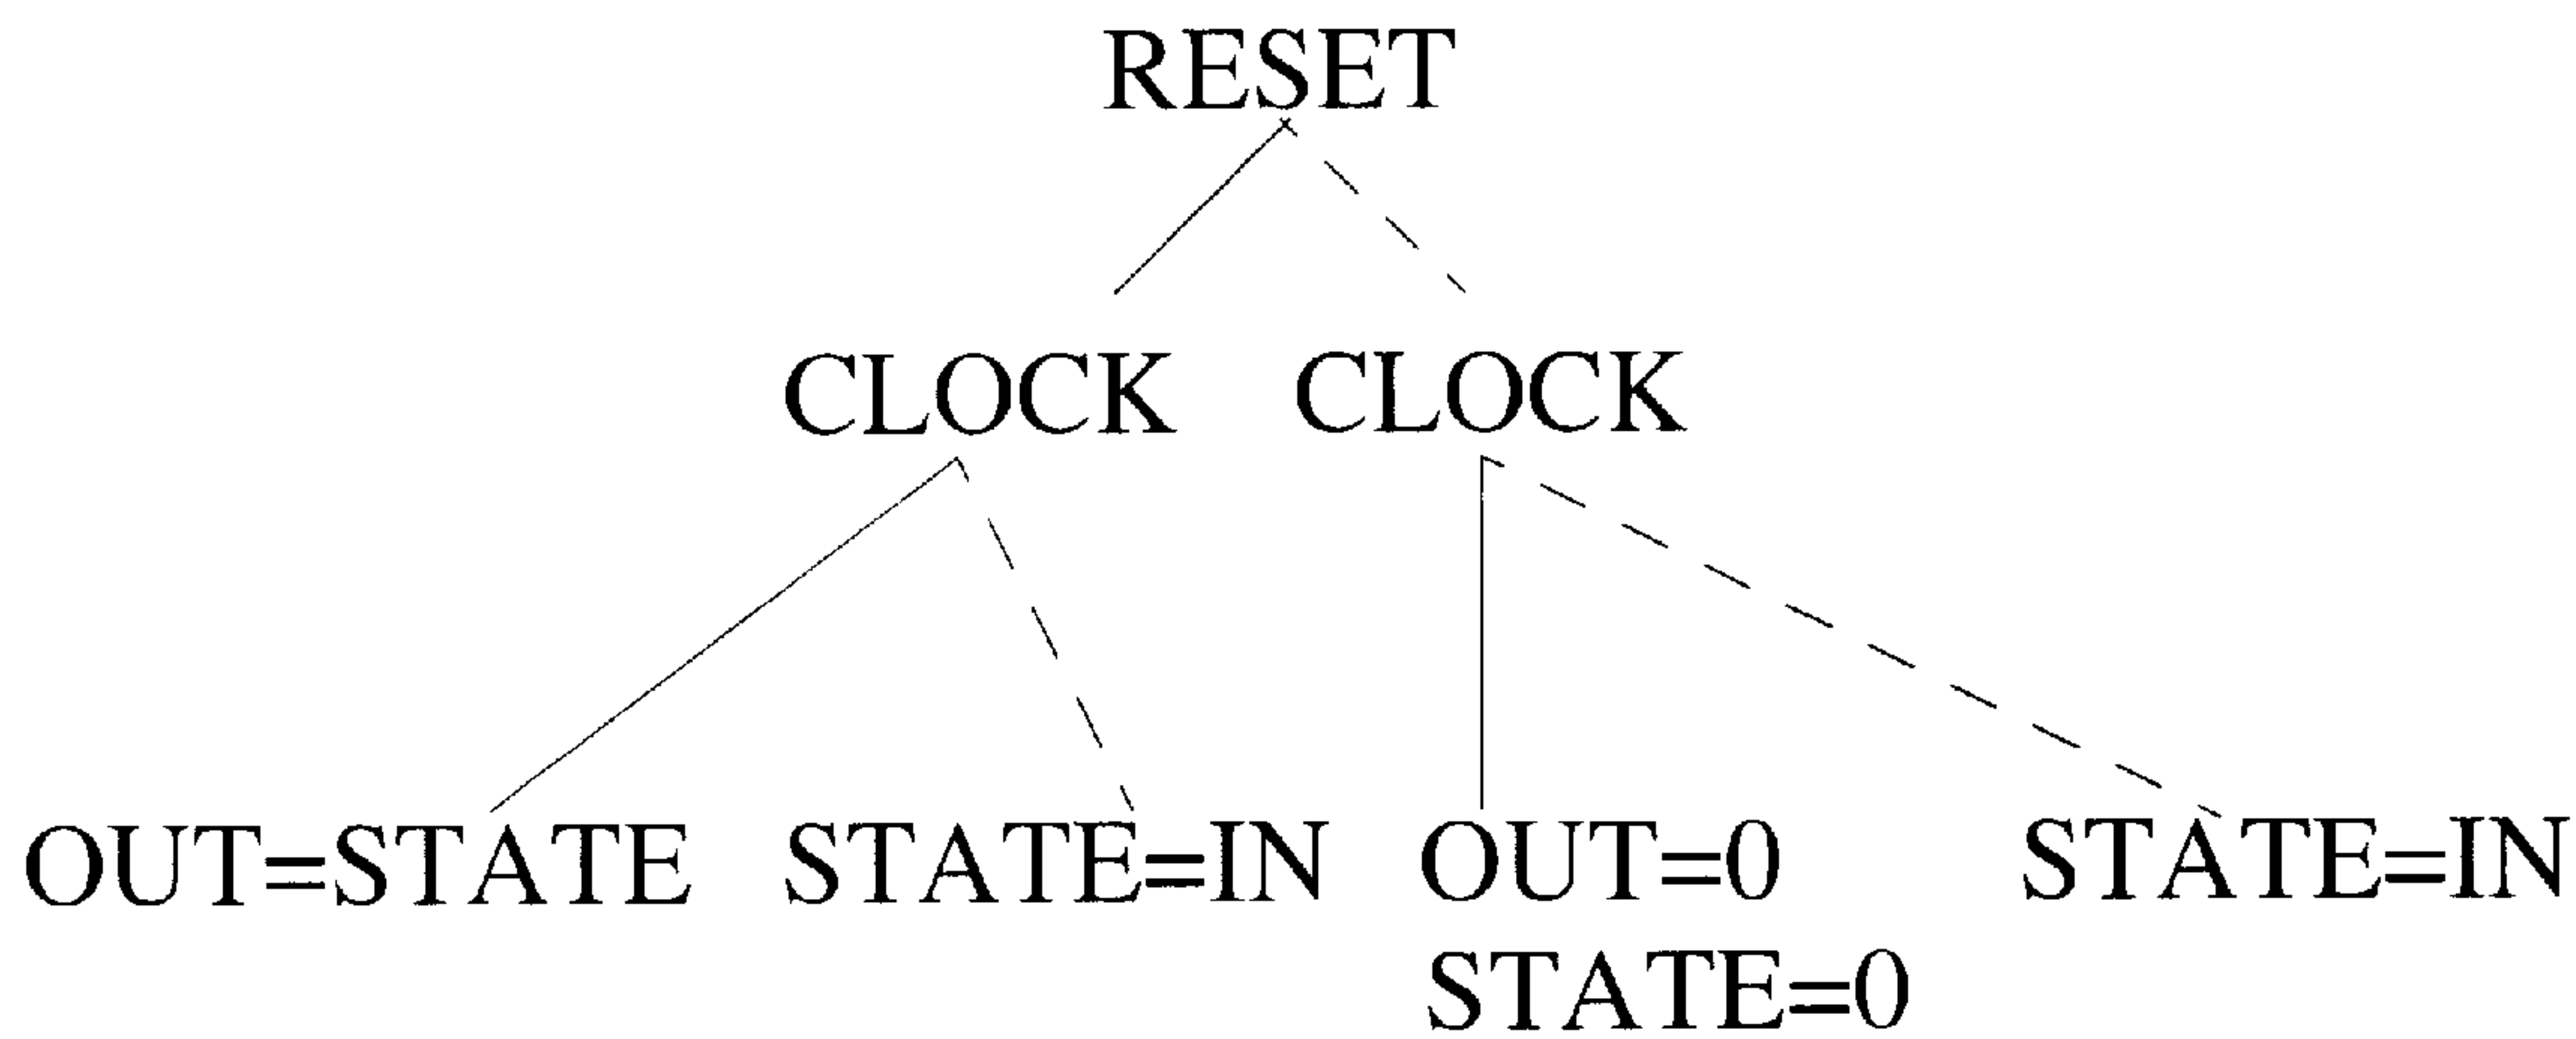 RESET
CLOCK CLOCK
OUT=STATE STATE=IN OUT=0 STATE=IN
STATE=0